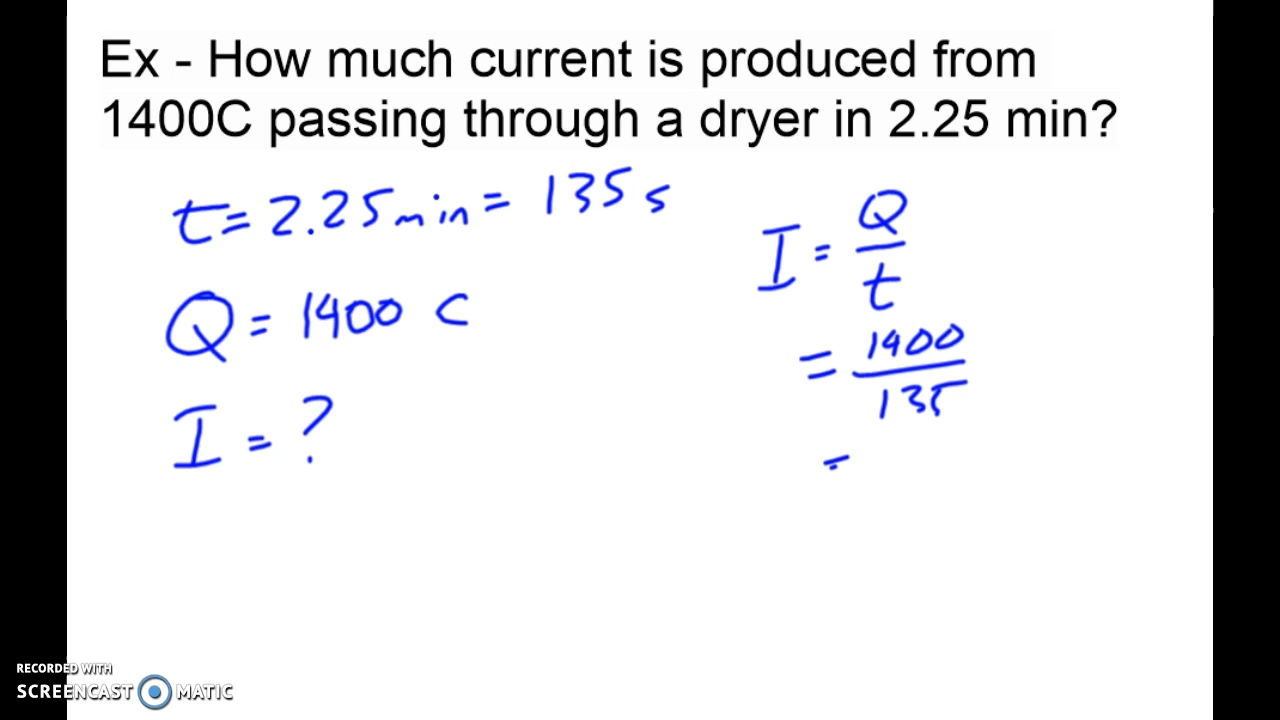 Ex - How much current is produced from
1400C passing through a dryer in 2.25 min?
t = 2.25 min = 135 s
Q = 1400 C
I = ?
I = Q
t
= 1400
135
=
RECORDED WITH
SCREENCAST MATIC